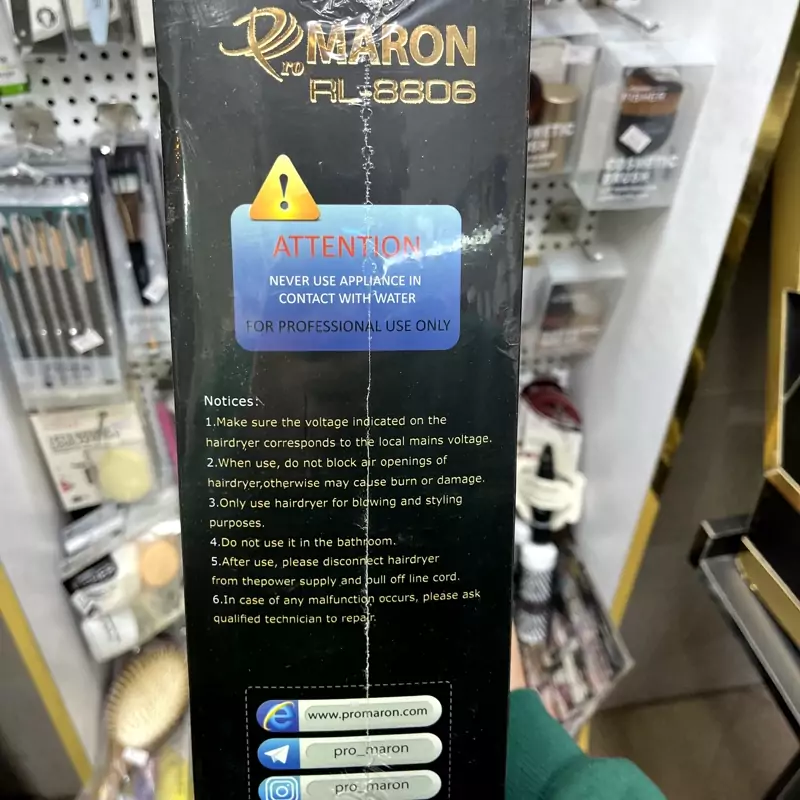 Pro MARON
RL-8806
ATTENTION
NEVER USE APPLIANCE IN
CONTACT WITH WATER
FOR PROFESSIONAL USE ONLY
Notices:
1.Make sure the voltage indicated on the
hairdryer corresponds to the local mains voltage.
2.When use, do not block air openings of
hairdryer,otherwise may cause burn or damage.
3.Only use hairdryer for blowing and styling
purposes.
4.Do not use it in the bathroom.
5.After use, please disconnect hairdryer
from thepower supply and pull off line cord.
6.In case of any malfunction occurs, please ask
qualified technician to repair.
www.promaron.com
pro_maron
pro_maron
COSMETIC
BRUSH